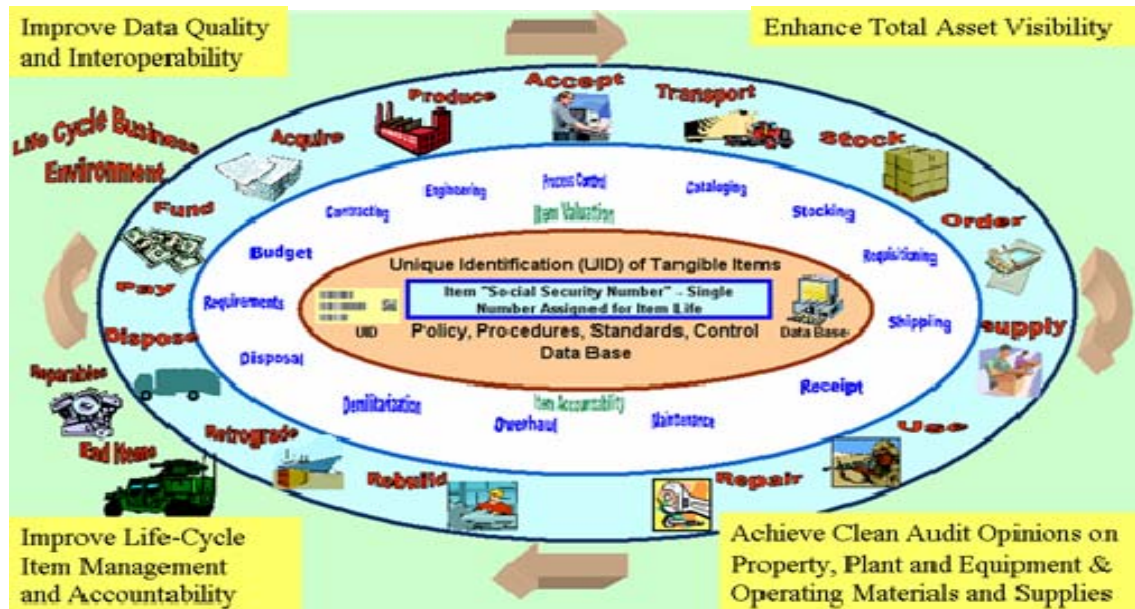 Improve Data Quality
and Interoperability
Enhance Total Asset Visibility
Life Cycle Business
Environment
Fund
Acquire
Produce
Accept
Transport
Stock
Order
supply
Use
Repair
Rebuild
Retrograde
Dispose
Pay
Reparables
End Items
Requirements
Budget
Contracting
Engineering
Process Control
Cataloging
Stocking
Requisitioning
Shipping
Receipt
Maintenance
Overhaul
Demilitarization
Disposal
Item Valuation
Unique Identification (UID) of Tangible Items
Item "Social Security Number" - Single
Number Assigned for Item Life
UID
Policy, Procedures, Standards, Control
Data Base
Data Base
Item Accountability
Improve Life-Cycle
Item Management
and Accountability
Achieve Clean Audit Opinions on
Property, Plant and Equipment &
Operating Materials and Supplies